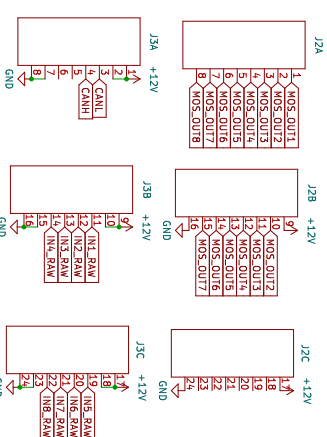 J3A
+12V
1
2
3
4
5
6
7
8
CANL
CANH
GND
J2A
1
2
3
4
5
6
7
8
MOS_OUT1
MOS_OUT2
MOS_OUT3
MOS_OUT4
MOS_OUT5
MOS_OUT6
MOS_OUT7
MOS_OUT8
J3B
+12V
9
10
11
12
13
14
15
16
IN1_RAW
IN2_RAW
IN3_RAW
IN4_RAW
GND
J2B
+12V
9
10
11
12
13
14
15
16
MOS_OUT2
MOS_OUT3
MOS_OUT4
MOS_OUT5
MOS_OUT6
MOS_OUT7
GND
J3C
+12V
17
18
19
20
21
22
23
24
IN5_RAW
IN6_RAW
IN7_RAW
IN8_RAW
J2C
+12V
17
18
19
20
21
22
23
24
GND